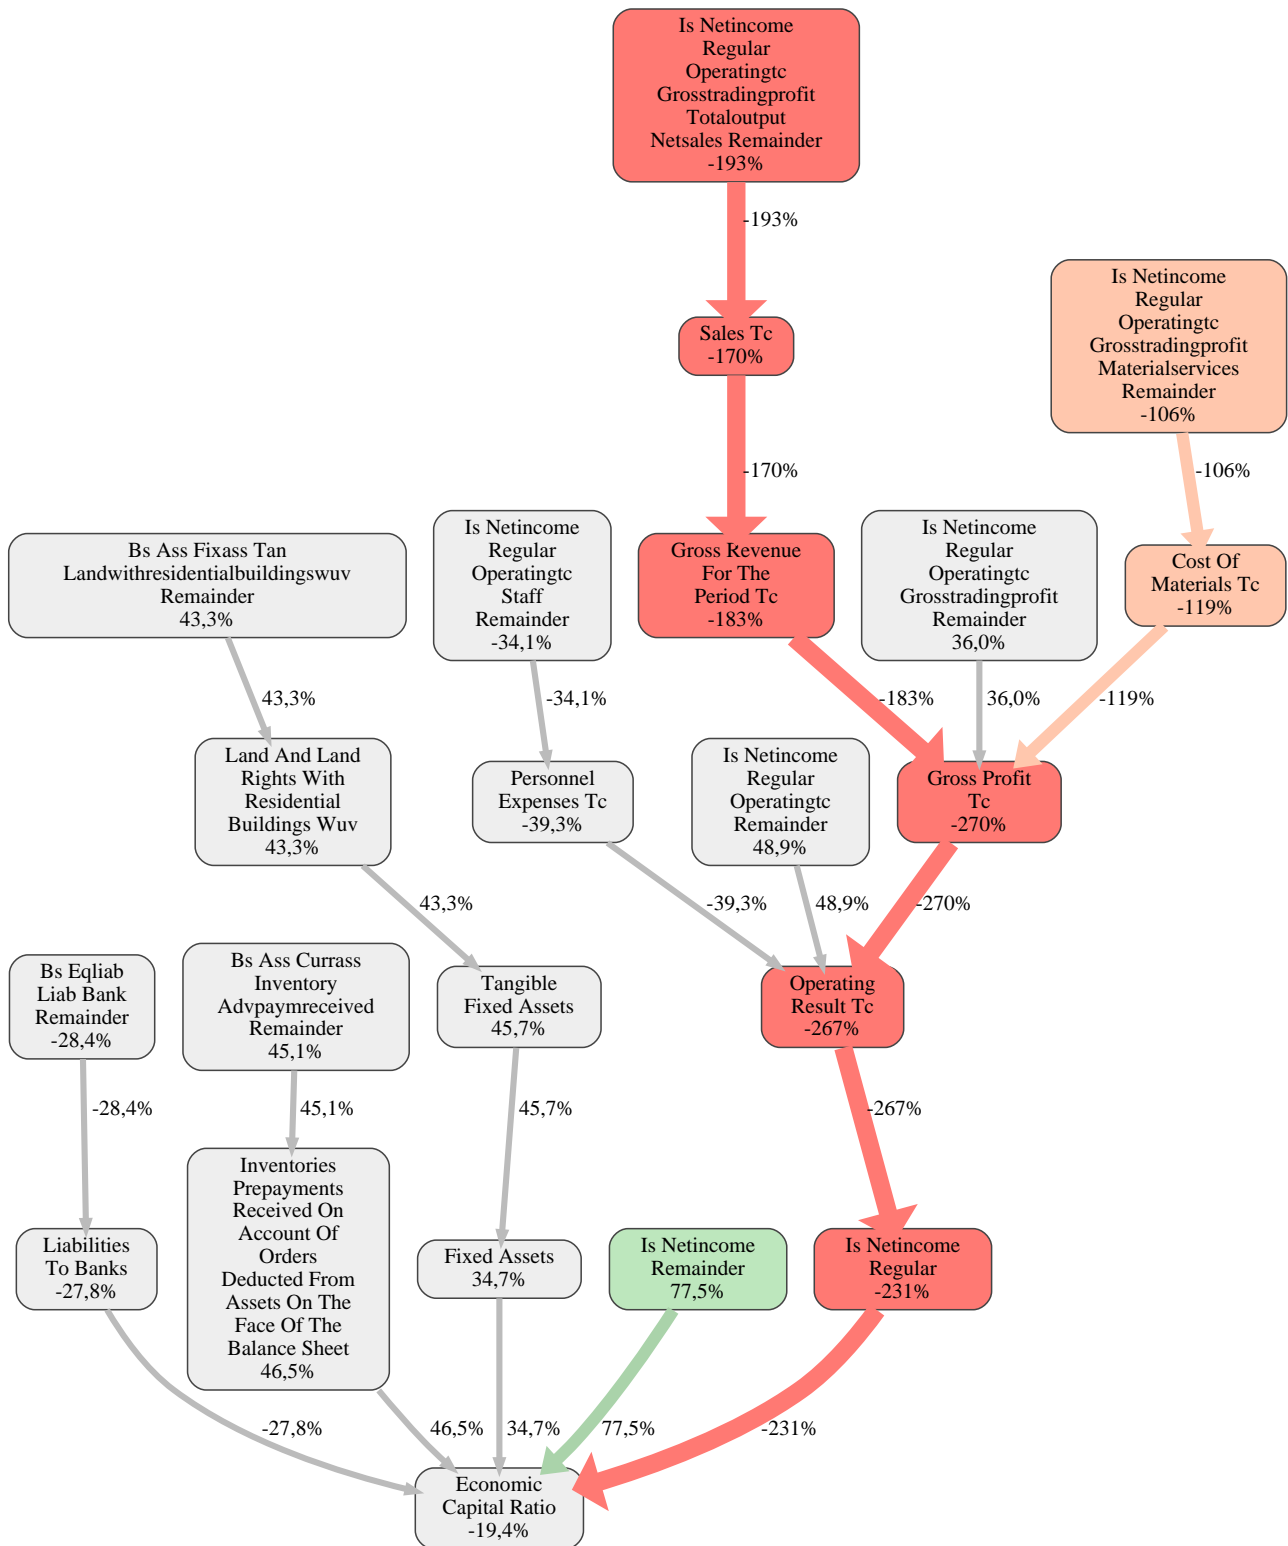 Is Netincome
Regular
Operatingtc
Grosstradingprofit
Totaloutput
Netsales Remainder
-193%
-193%
Is Netincome
Regular
Operatingtc
Grosstradingprofit
Materialservices
Remainder
-106%
Sales Tc
-170%
-170%
-106%
Bs Ass Fixass Tan
Landwithresidentialbuildingswuv
Remainder
43,3%
Is Netincome
Regular
Operatingtc
Staff
Remainder
-34,1%
Gross Revenue
For The
Period Tc
-183%
Is Netincome
Regular
Operatingtc
Grosstradingprofit
Remainder
36,0%
Cost Of
Materials Tc
-119%
43,3%
-34,1%
-183%
36,0%
-119%
Land And Land
Rights With
Residential
Buildings Wuv
43,3%
Personnel
Expenses Tc
-39,3%
Is Netincome
Regular
Operatingtc
Remainder
48,9%
Gross Profit
Tc
-270%
43,3%
-39,3%
48,9%
-270%
Bs Eqliab
Liab Bank
Remainder
-28,4%
Bs Ass Currass
Inventory
Advpaymreceived
Remainder
45,1%
Tangible
Fixed Assets
45,7%
Operating
Result Tc
-267%
-28,4%
45,1%
45,7%
-267%
Liabilities
To Banks
-27,8%
Inventories
Prepayments
Received On
Account Of
Orders
Deducted From
Assets On The
Face Of The
Balance Sheet
46,5%
Fixed Assets
34,7%
Is Netincome
Remainder
77,5%
Is Netincome
Regular
-231%
-27,8%
46,5%
34,7%
77,5%
-231%
Economic
Capital Ratio
-19,4%